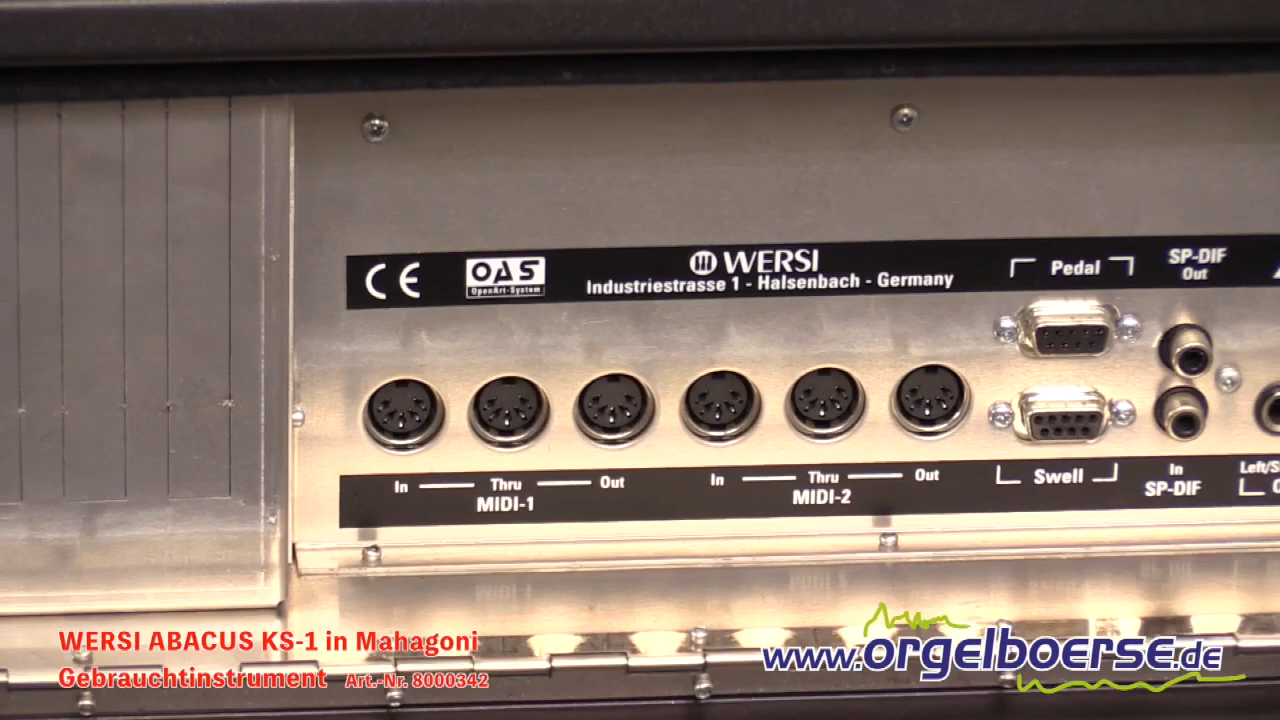 CE
OAS
OpenArt-System
WERSI
Industriestrasse 1 - Halsenbach - Germany
Pedal
SP-DIF
Out
In
Thru
Out
MIDI-1
In
Thru
Out
MIDI-2
Swell
In
SP-DIF
Left/S
WERSI ABACUS KS-1 in Mahagoni
Gebrauchtinstrument Art.-Nr. 8000342
www.orgelboerse.de